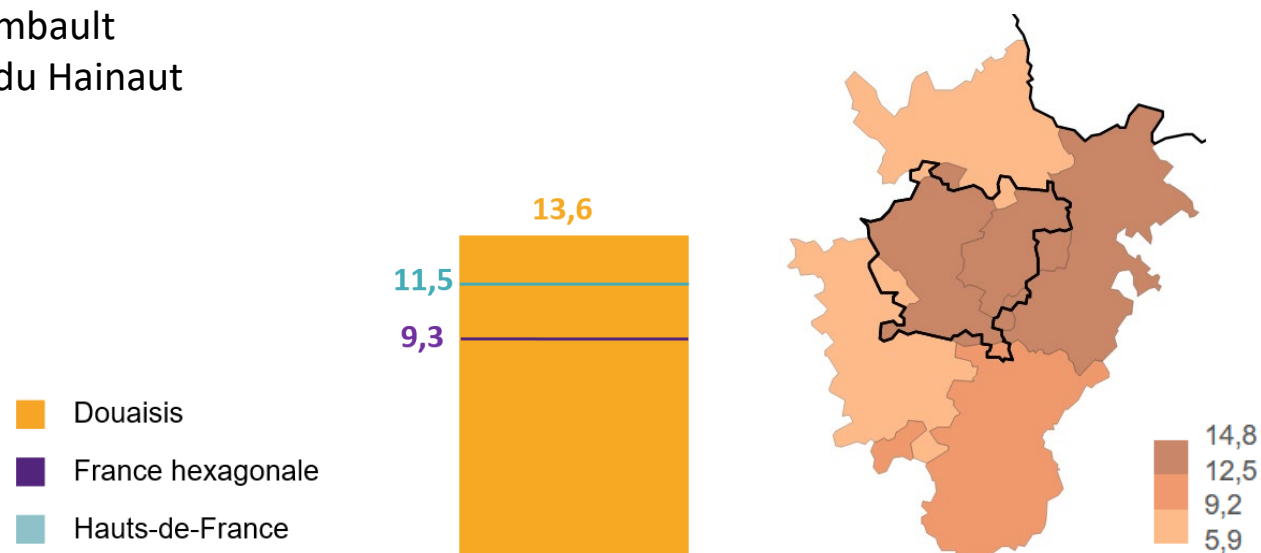 mbault
du Hainaut
13,6
11,5
9,3
Douaisis
France hexagonale
Hauts-de-France
14,8
12,5
9,2
5,9